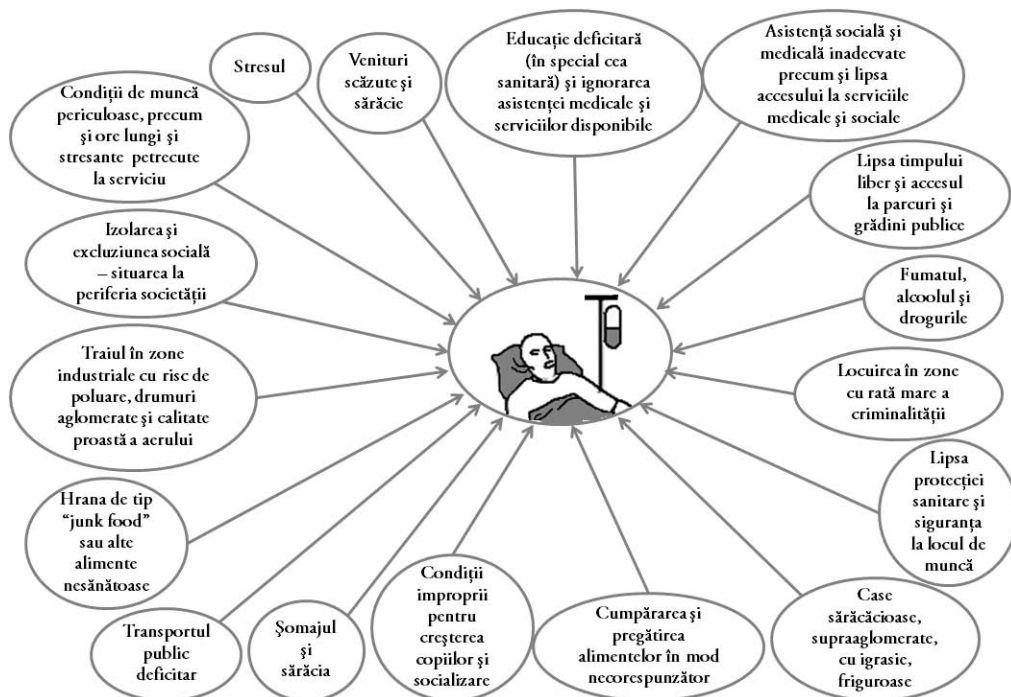 Stresul
Venituri
scăzute şi
sărăcie
Educaţie deficitară
(în special cea
sanitară) şi ignorarea
asistenţei medicale şi
serviciilor disponibile
Asistenţă socială şi
medicală inadecvate
precum şi lipsa
accesului la serviciile
medicale şi sociale
Condiţii de muncă
periculoase, precum
şi ore lungi şi
stresante petrecute
la serviciu
Lipsa timpului
liber şi accesul
la parcuri şi
grădini publice
Izolarea şi
excluziunea socială
– situarea la
periferia societăţii
Fumatul,
alcoolul şi
drogurile
Traiul în zone
industriale cu risc de
poluare, drumuri
aglomerate şi calitate
proastă a aerului
Locuirea în zone
cu rată mare a
criminalităţii
Hrana de tip
“junk food”
sau alte
alimente
nesănătoase
Lipsa
protecţiei
sanitare şi
siguranţa
la locul de
muncă
Transportul
public
deficitar
Şomajul
şi
sărăcia
Condiţii
improprii
pentru
creşterea
copiilor şi
socializare
Cumpărarea şi
pregătirea
alimentelor în mod
necorespunzător
Case
sărăcăcioase,
supraaglomerate,
cu igrasie,
friguroase